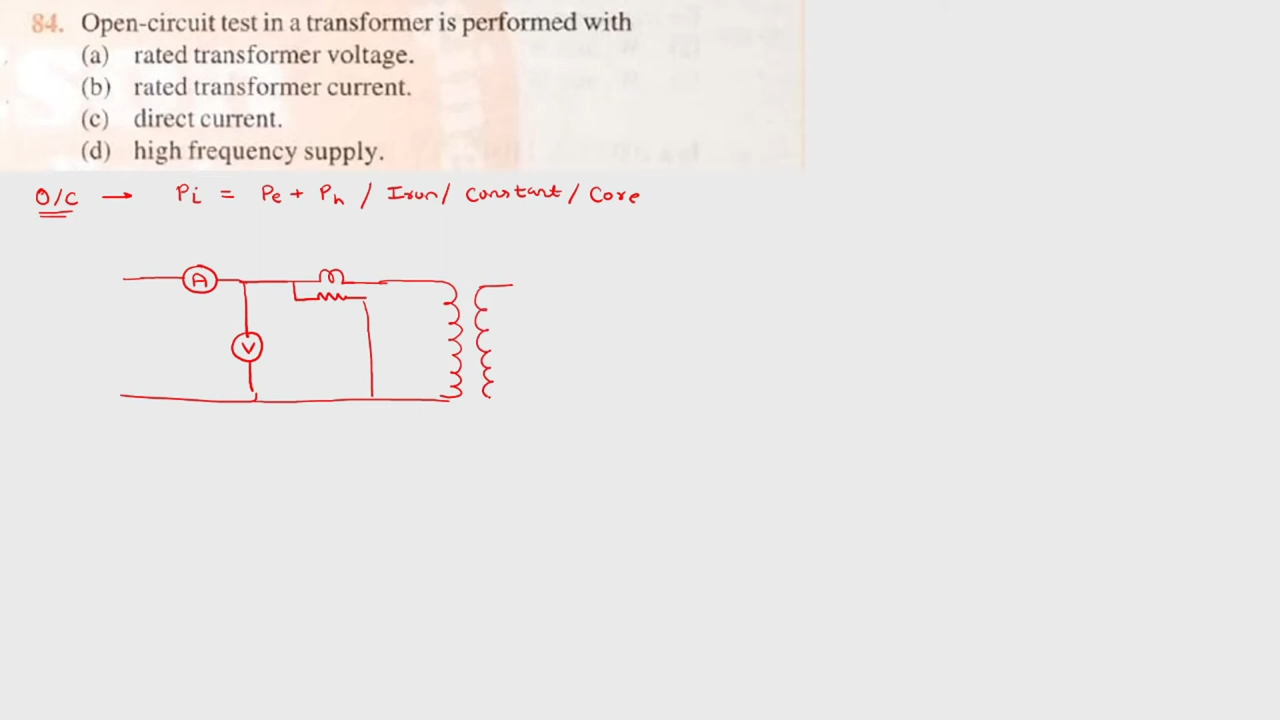 84. Open-circuit test in a transformer is performed with
(a) rated transformer voltage.
(b) rated transformer current.
(c) direct current.
(d) high frequency supply.
O/C → Pi = Pe + Ph / Iron / Constant / Core
A
V